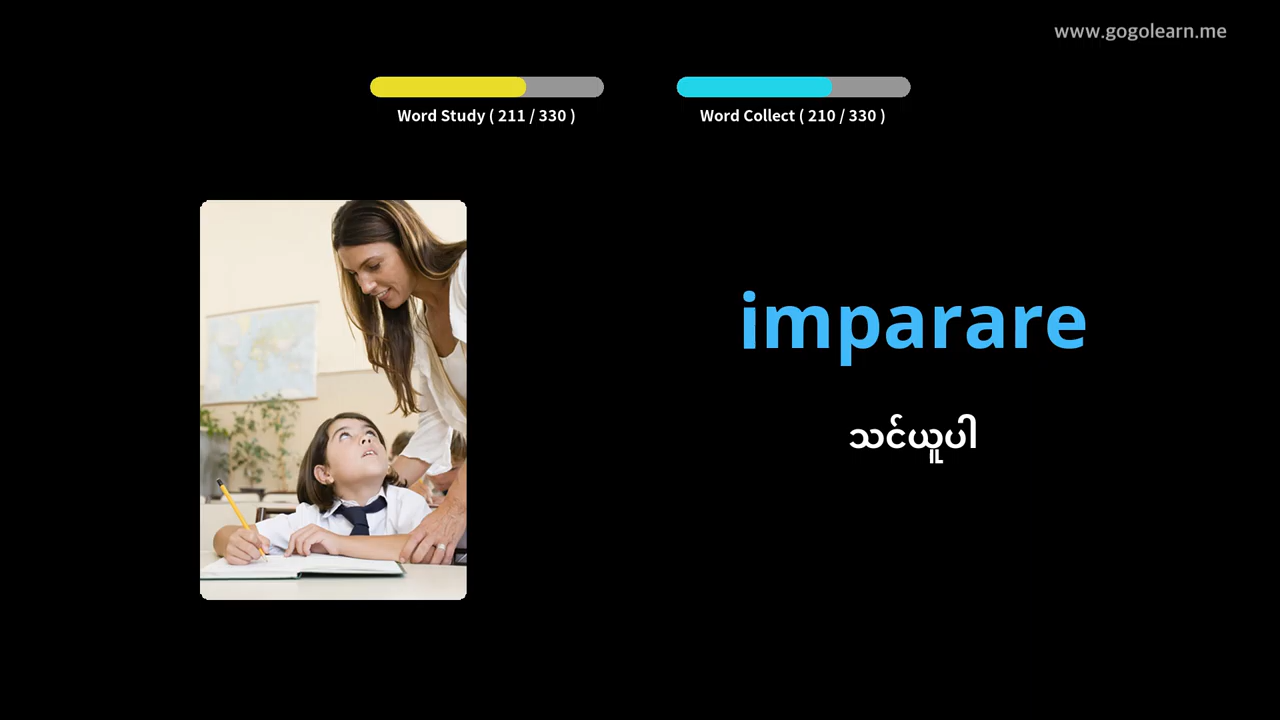 www.gogolearn.me
Word Study ( 211 / 330 )
Word Collect ( 210 / 330 )
imparare
သင်ယူပါ